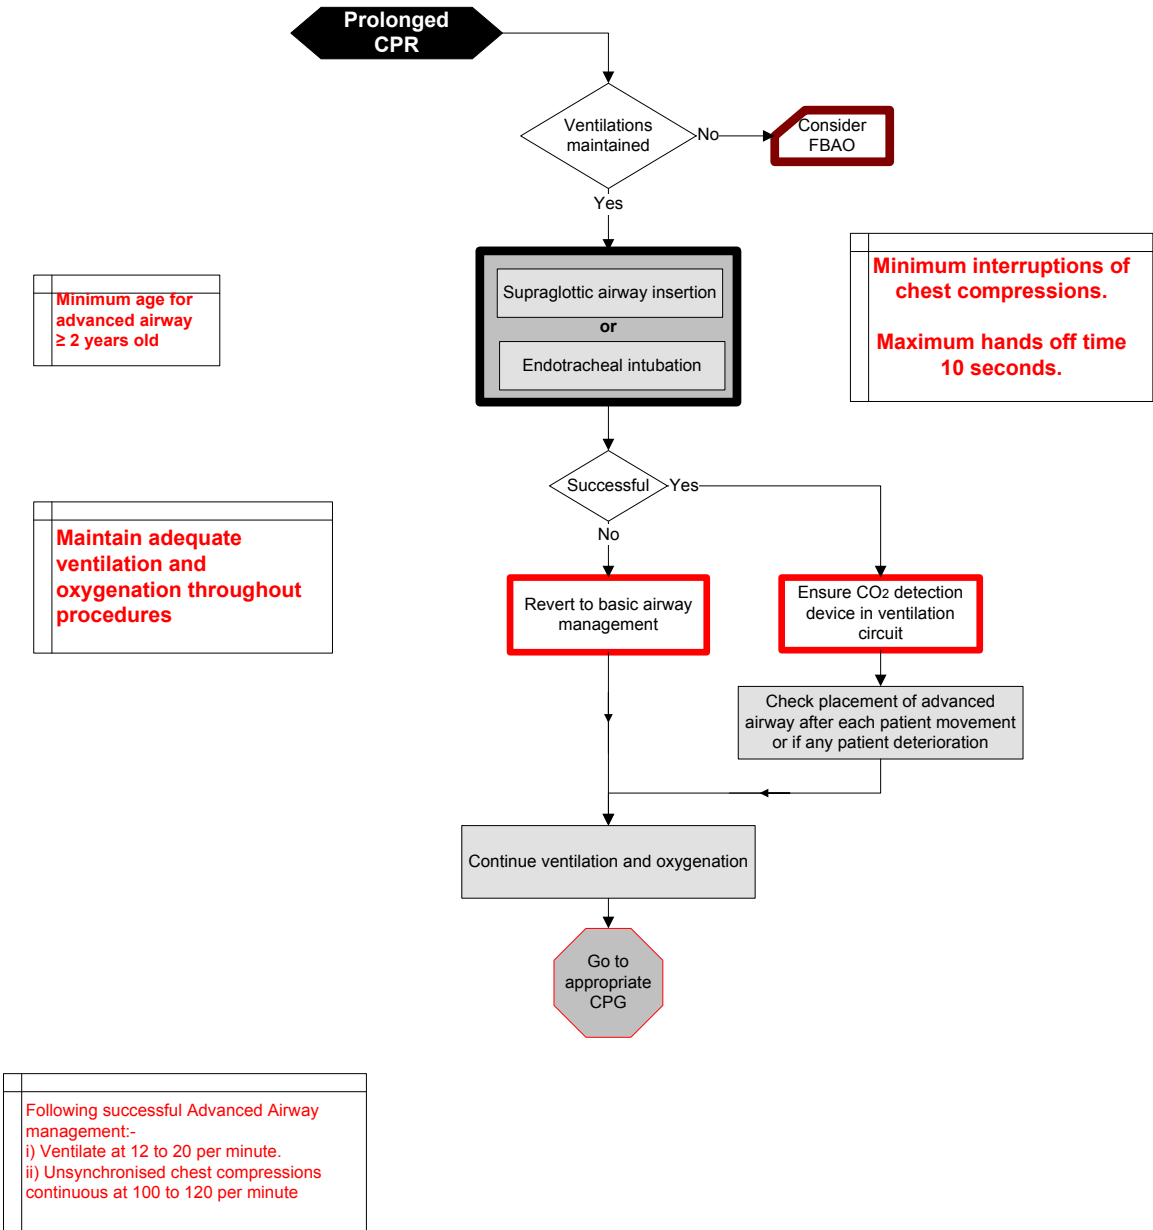 Prolonged
CPR
Ventilations
maintained
No
Consider
FBAO
Yes
Minimum interruptions of
chest compressions.
Maximum hands off time
10 seconds.
Minimum age for
advanced airway
≥ 2 years old
Supraglottic airway insertion
or
Endotracheal intubation
Successful
Yes
No
Maintain adequate
ventilation and
oxygenation throughout
procedures
Revert to basic airway
management
Ensure CO2 detection
device in ventilation
circuit
Check placement of advanced
airway after each patient movement
or if any patient deterioration
Continue ventilation and oxygenation
Go to
appropriate
CPG
Following successful Advanced Airway
management:-
i) Ventilate at 12 to 20 per minute.
ii) Unsynchronised chest compressions
continuous at 100 to 120 per minute